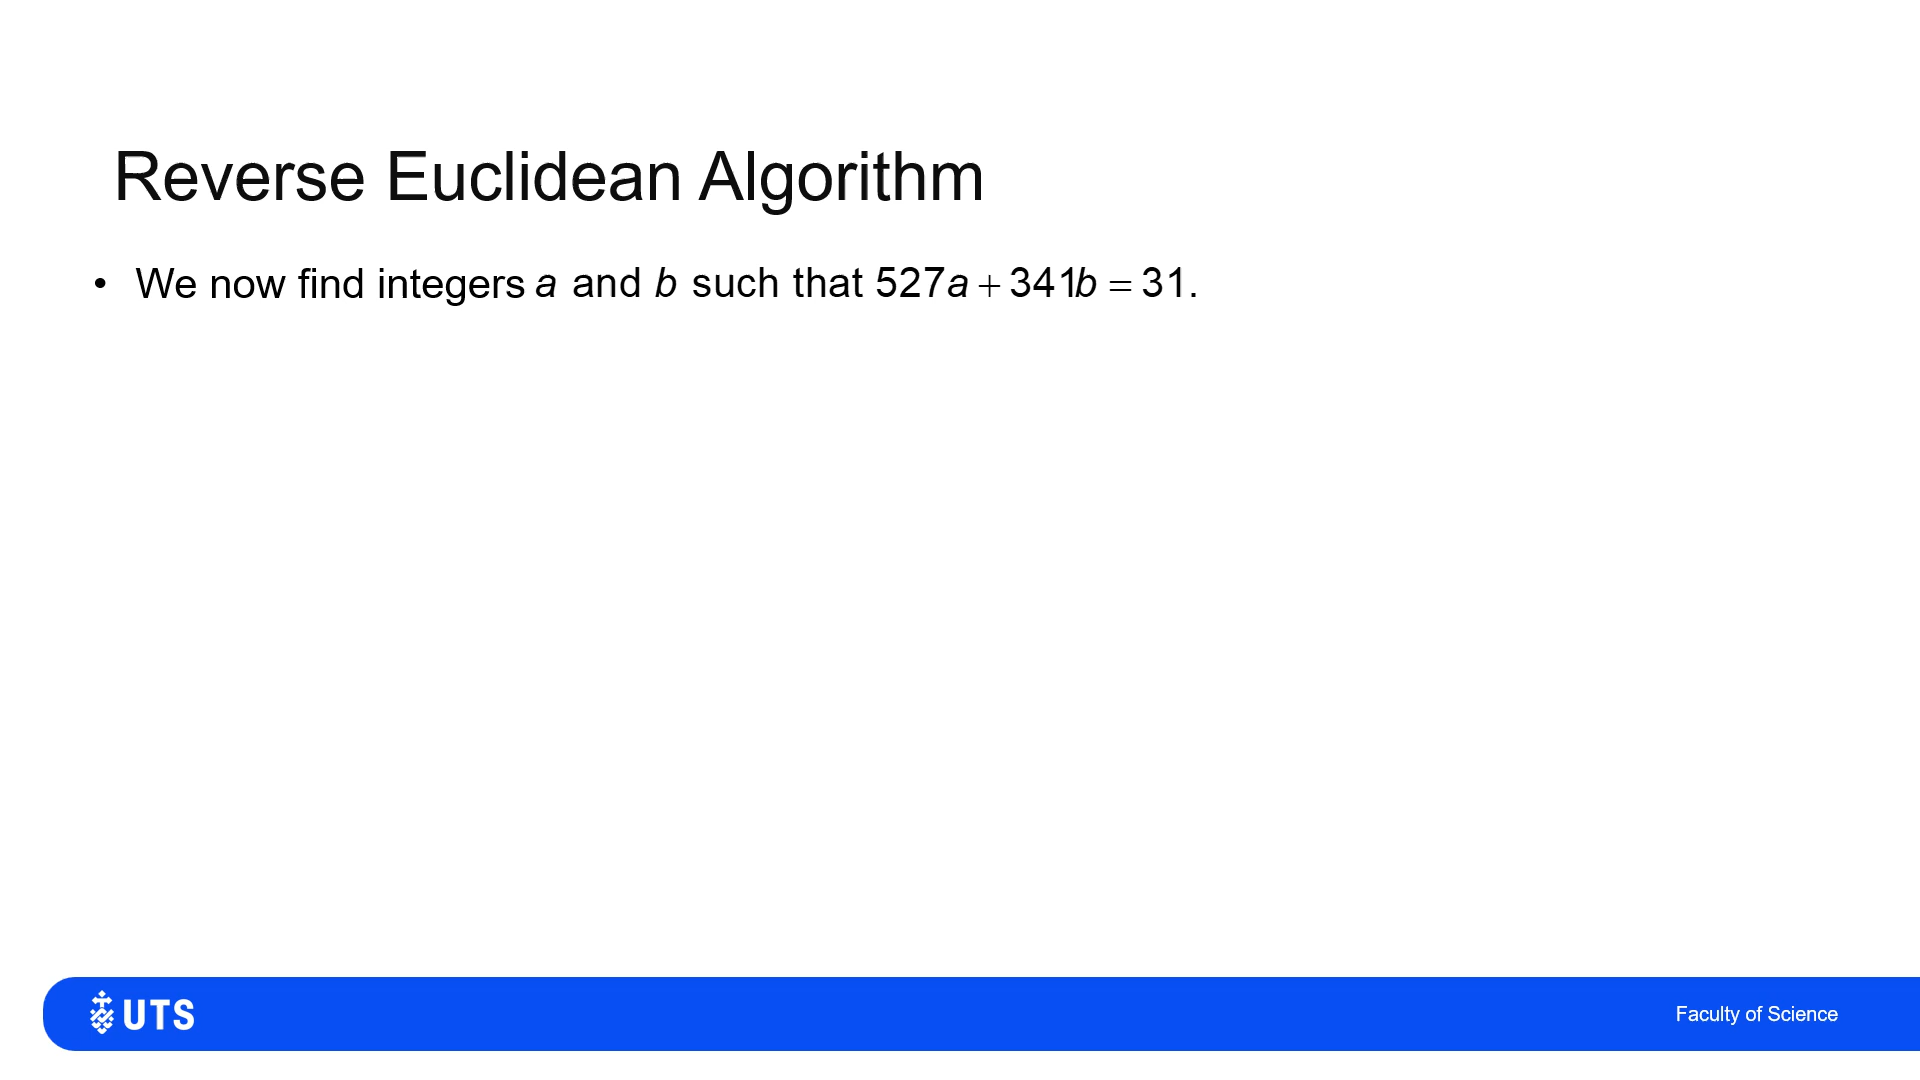 Reverse Euclidean Algorithm
• We now find integers a and b such that 527a + 341b = 31.
UTS
Faculty of Science